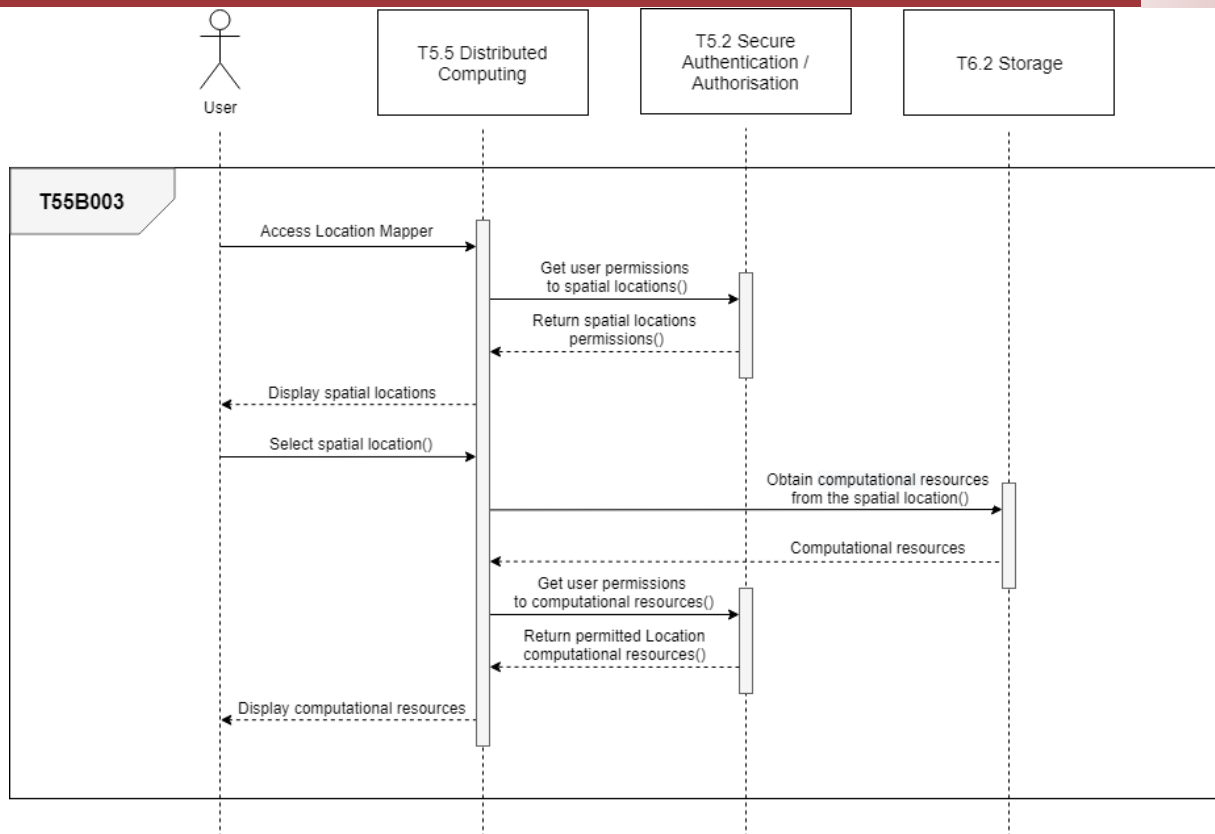 User
T5.5 Distributed
Computing
T5.2 Secure
Authentication /
Authorisation
T6.2 Storage
T55B003
Access Location Mapper
Get user permissions
to spatial locations()
Return spatial locations
permissions()
Display spatial locations
Select spatial location()
Obtain computational resources
from the spatial location()
Computational resources
Get user permissions
to computational resources()
Return permitted Location
computational resources()
Display computational resources